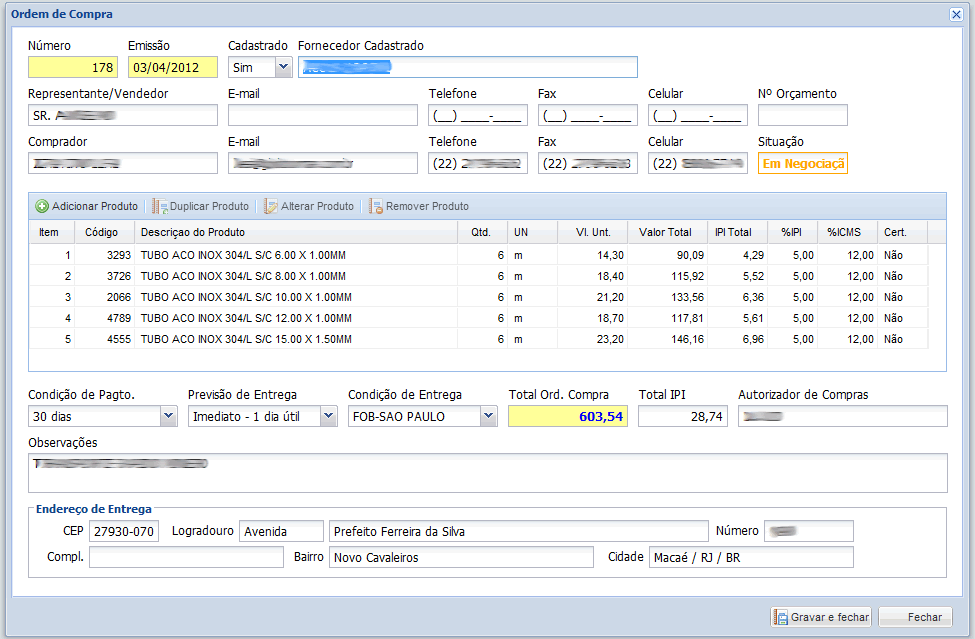 Ordem de Compra
Número Emissão Cadastrado Fornecedor Cadastrado
178 03/04/2012 Sim
Representante/Vendedor E-mail Telefone Fax Celular Nº Orçamento
SR. (__) ____-____ (__) ____-____ (__) ____-____
Comprador E-mail Telefone Fax Celular Situação
(22) (22) (22) Em Negociaçã
Adicionar Produto Duplicar Produto Alterar Produto Remover Produto
Item Código Descriçao do Produto Qtd. UN Vl. Unt. Valor Total IPI Total %IPI %ICMS Cert.
1 3293 TUBO ACO INOX 304/L S/C 6.00 X 1.00MM 6 m 14,30 90,09 4,29 5,00 12,00 Não
2 3726 TUBO ACO INOX 304/L S/C 8.00 X 1.00MM 6 m 18,40 115,92 5,52 5,00 12,00 Não
3 2066 TUBO ACO INOX 304/L S/C 10.00 X 1.00MM 6 m 21,20 133,56 6,36 5,00 12,00 Não
4 4789 TUBO ACO INOX 304/L S/C 12.00 X 1.00MM 6 m 18,70 117,81 5,61 5,00 12,00 Não
5 4555 TUBO ACO INOX 304/L S/C 15.00 X 1.50MM 6 m 23,20 146,16 6,96 5,00 12,00 Não
Condição de Pagto. Previsão de Entrega Condição de Entrega Total Ord. Compra Total IPI Autorizador de Compras
30 dias Imediato - 1 dia útil FOB-SAO PAULO 603,54 28,74
Observações
Endereço de Entrega
CEP 27930-070 Logradouro Avenida Prefeito Ferreira da Silva Número
Compl. Bairro Novo Cavaleiros Cidade Macaé / RJ / BR
Gravar e fechar Fechar